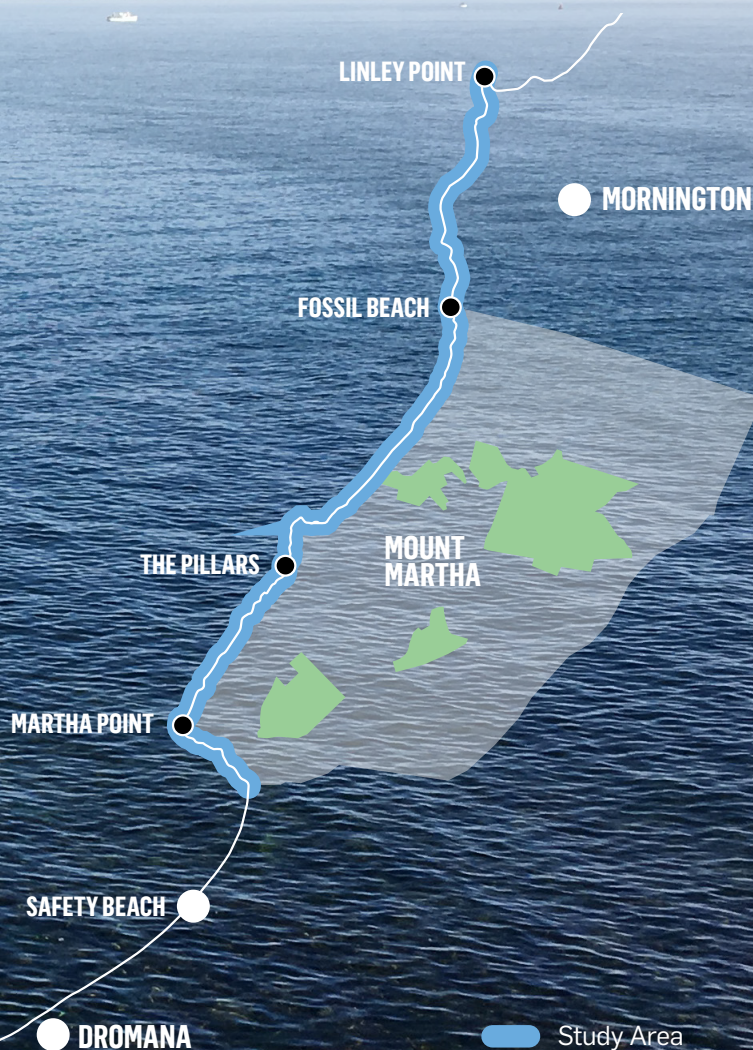 LINLEY POINT
MORNINGTON
FOSSIL BEACH
THE PILLARS
MOUNT
MARTHA
MARTHA POINT
SAFETY BEACH
DROMANA
Study Area